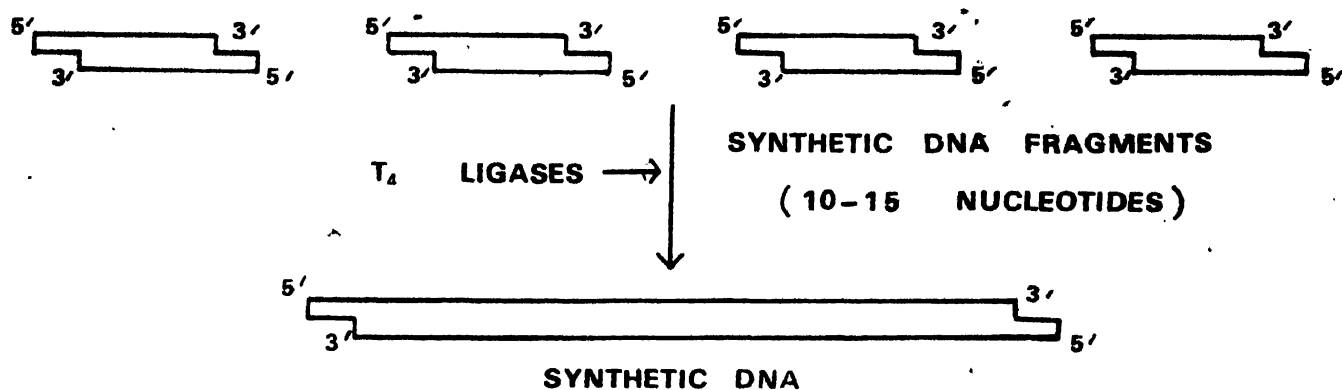 5′ 3′ 5′ 3′ 5′ 3′ 5′ 3′
3′ 5′ 3′ 5′ 3′ 5′ 3′ 5′
SYNTHETIC DNA FRAGMENTS
T₄ LIGASES
(10-15 NUCLEOTIDES)
5′ 3′
3′ 5′
SYNTHETIC DNA